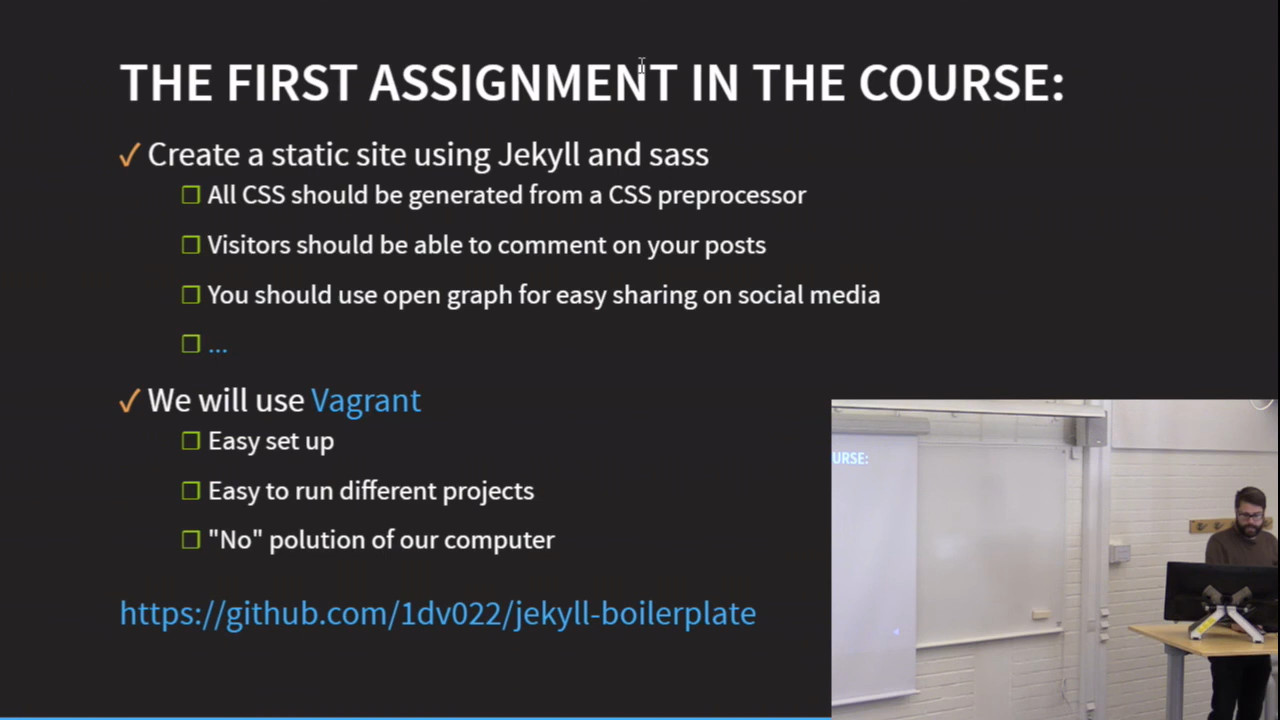 THE FIRST ASSIGNMENT IN THE COURSE:
✓ Create a static site using Jekyll and sass
❒ All CSS should be generated from a CSS preprocessor
❒ Visitors should be able to comment on your posts
❒ You should use open graph for easy sharing on social media
❒ ...
✓ We will use Vagrant
❒ Easy set up
❒ Easy to run different projects
❒ "No" polution of our computer
https://github.com/1dv022/jekyll-boilerplate
URSE: